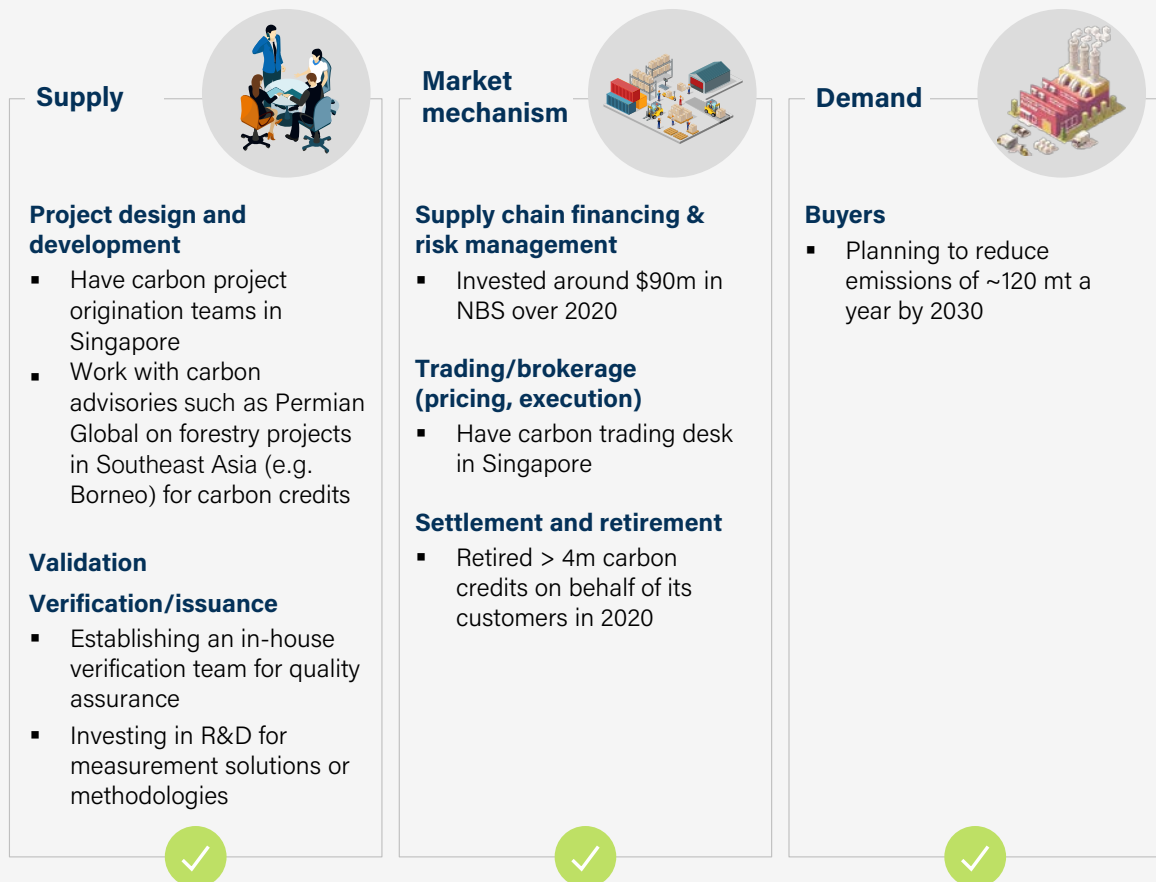 Supply
Project design and
development
▪ Have carbon project
origination teams in
Singapore
▪ Work with carbon
advisories such as Permian
Global on forestry projects
in Southeast Asia (e.g.
Borneo) for carbon credits
Validation
Verification/issuance
▪ Establishing an in-house
verification team for quality
assurance
▪ Investing in R&D for
measurement solutions or
methodologies
Market
mechanism
Supply chain financing &
risk management
▪ Invested around $90m in
NBS over 2020
Trading/brokerage
(pricing, execution)
▪ Have carbon trading desk
in Singapore
Settlement and retirement
▪ Retired > 4m carbon
credits on behalf of its
customers in 2020
Demand
Buyers
▪ Planning to reduce
emissions of ~120 mt a
year by 2030